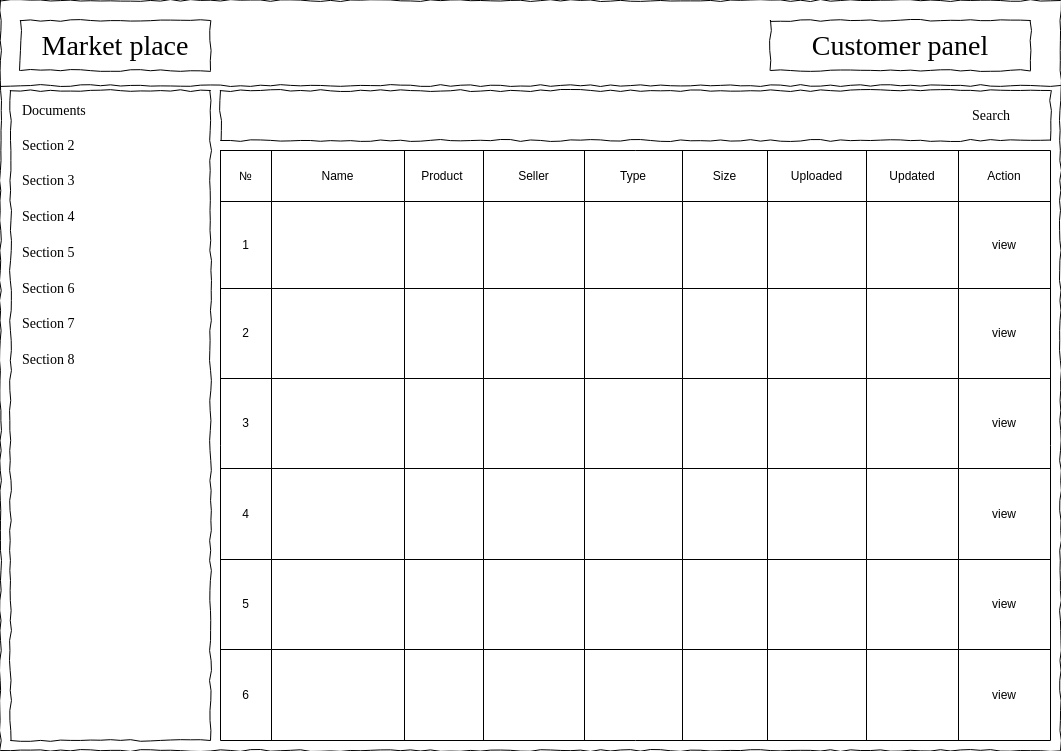 Market place
Customer panel
Documents
Section 2
Section 3
Section 4
Section 5
Section 6
Section 7
Section 8
Search
№ Name Product Seller Type Size Uploaded Updated Action
1 view
2 view
3 view
4 view
5 view
6 view